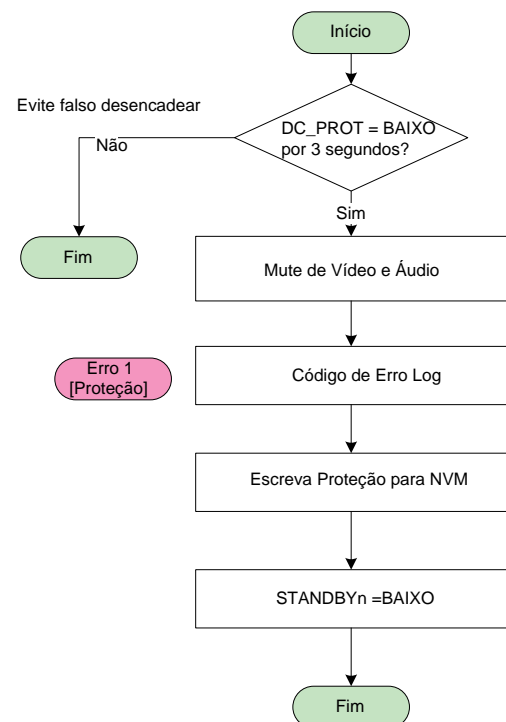 Início
Evite falso desencadear
DC_PROT = BAIXO
por 3 segundos?
Não
Sim
Fim
Mute de Vídeo e Áudio
Erro 1
[Proteção]
Código de Erro Log
Escreva Proteção para NVM
STANDBYn =BAIXO
Fim